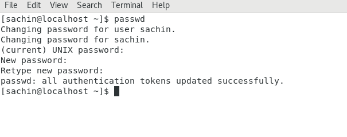 File Edit View Search Terminal Help
[sachin@localhost ~]$ passwd
Changing password for user sachin.
Changing password for sachin.
(current) UNIX password:
New password:
Retype new password:
passwd: all authentication tokens updated successfully.
[sachin@localhost ~]$